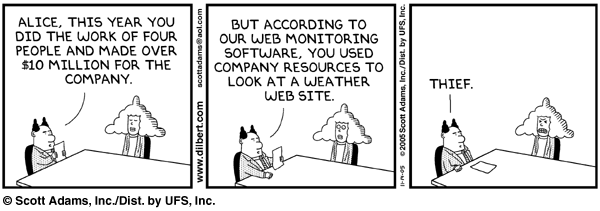 ALICE, THIS YEAR YOU
DID THE WORK OF FOUR
PEOPLE AND MADE OVER
$10 MILLION FOR THE
COMPANY.
www.dilbert.com
scottadams@aol.com
BUT ACCORDING TO
OUR WEB MONITORING
SOFTWARE, YOU USED
COMPANY RESOURCES TO
LOOK AT A WEATHER
WEB SITE.
11-14-05
© 2005 Scott Adams, Inc./Dist. by UFS, Inc.
THIEF.
© Scott Adams, Inc./Dist. by UFS, Inc.